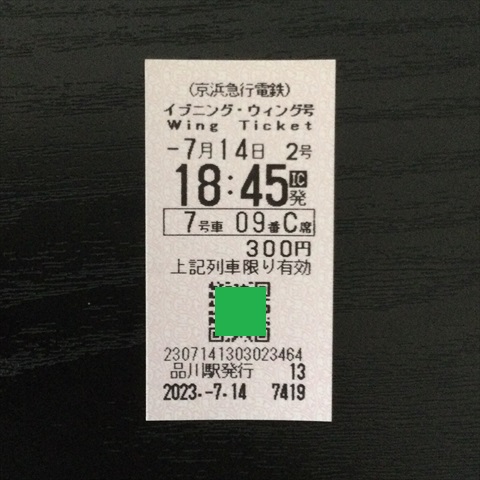 (京浜急行電鉄)
イブニング・ウィング号
Wing Ticket
-7月14日 2号
18:45発 IC
7号車 09番C席
300円
上記列車限り有効
2307141303023464
品川駅発行 13
2023.-7.14 7419